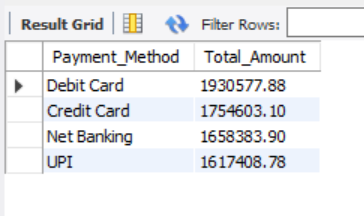 Result Grid Filter Rows:
Payment_Method Total_Amount
Debit Card 1930577.88
Credit Card 1754603.10
Net Banking 1658383.90
UPI 1617408.78